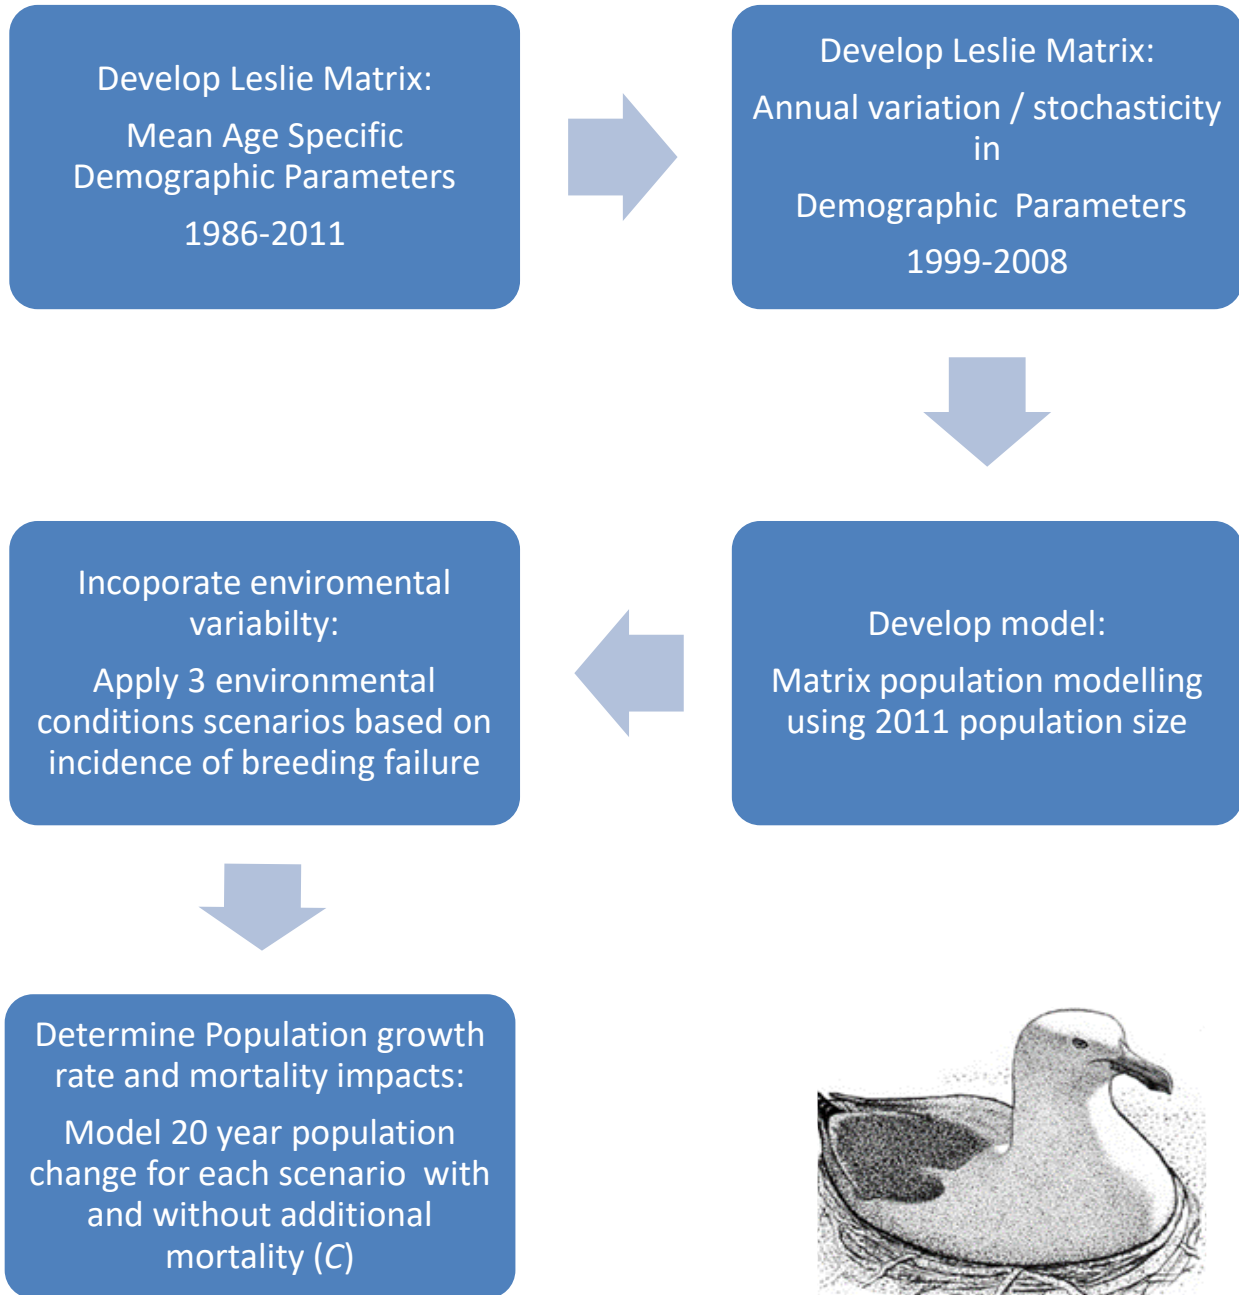 Develop Leslie Matrix:
Mean Age Specific
Demographic Parameters
1986-2011
Develop Leslie Matrix:
Annual variation / stochasticity
in
Demographic Parameters
1999-2008
Develop model:
Matrix population modelling
using 2011 population size
Incoporate enviromental
variabilty:
Apply 3 environmental
conditions scenarios based on
incidence of breeding failure
Determine Population growth
rate and mortality impacts:
Model 20 year population
change for each scenario with
and without additional
mortality (C)